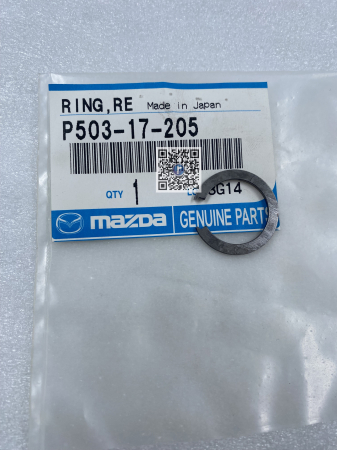 RING,RE Made in Japan
P503-17-205
QTY 1 3G14
mazda GENUINE PARTS